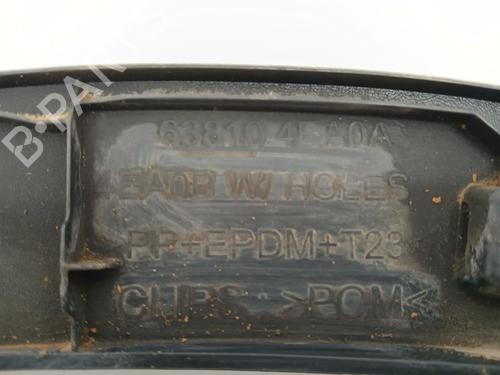 B-PARTS
63810 4EA0A
EA0B W/ HOLES
PP+EPDM+T23
CLIPS : >POM<